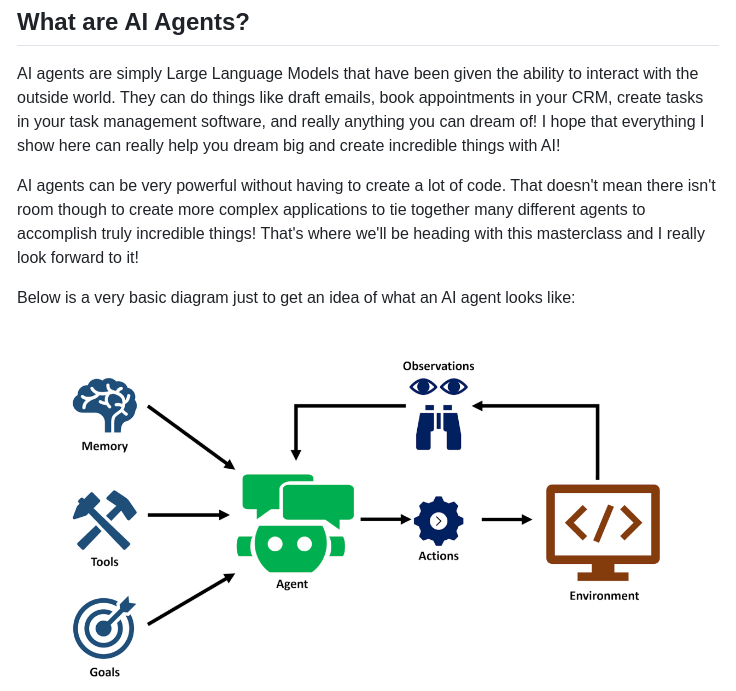 What are AI Agents?
AI agents are simply Large Language Models that have been given the ability to interact with the
outside world. They can do things like draft emails, book appointments in your CRM, create tasks
in your task management software, and really anything you can dream of! I hope that everything I
show here can really help you dream big and create incredible things with AI!
AI agents can be very powerful without having to create a lot of code. That doesn't mean there isn't
room though to create more complex applications to tie together many different agents to
accomplish truly incredible things! That's where we'll be heading with this masterclass and I really
look forward to it!
Below is a very basic diagram just to get an idea of what an AI agent looks like:
Observations
Memory
Tools
Actions
Agent
Environment
Goals